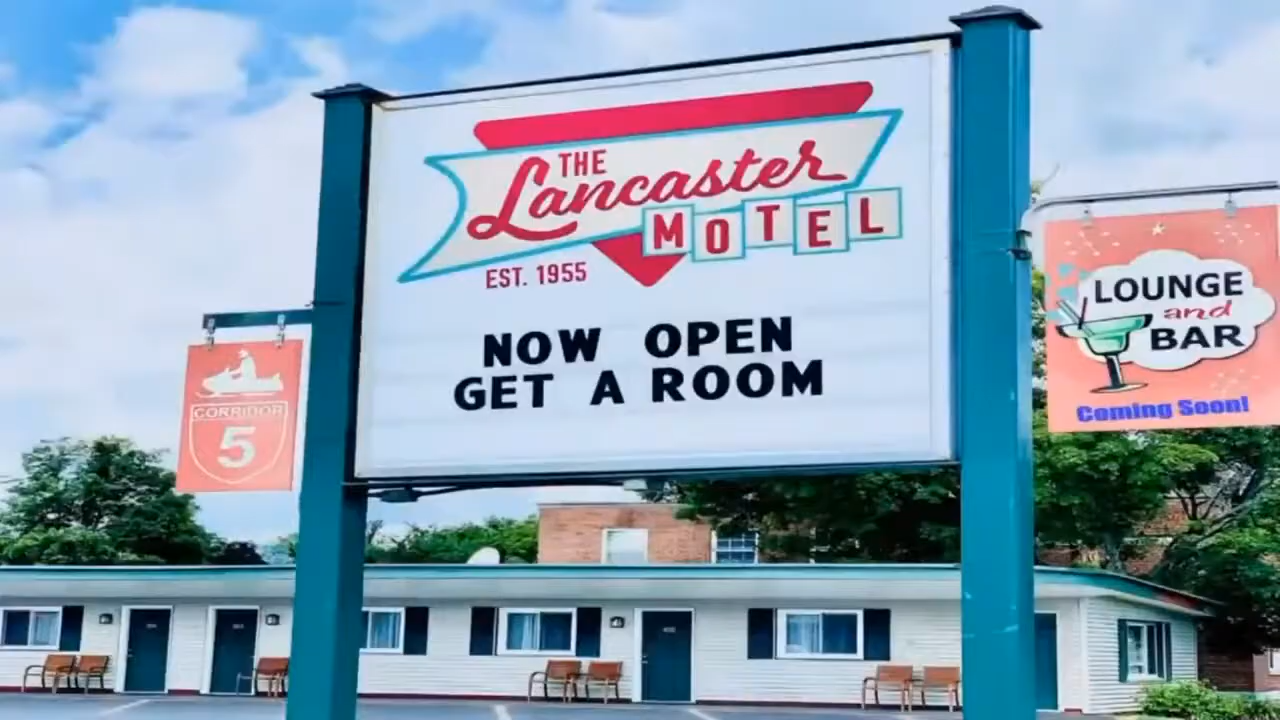 THE
Lancaster
MOTEL
EST. 1955
NOW OPEN
GET A ROOM
CORRIDOR
5
LOUNGE
and
BAR
Coming Soon!